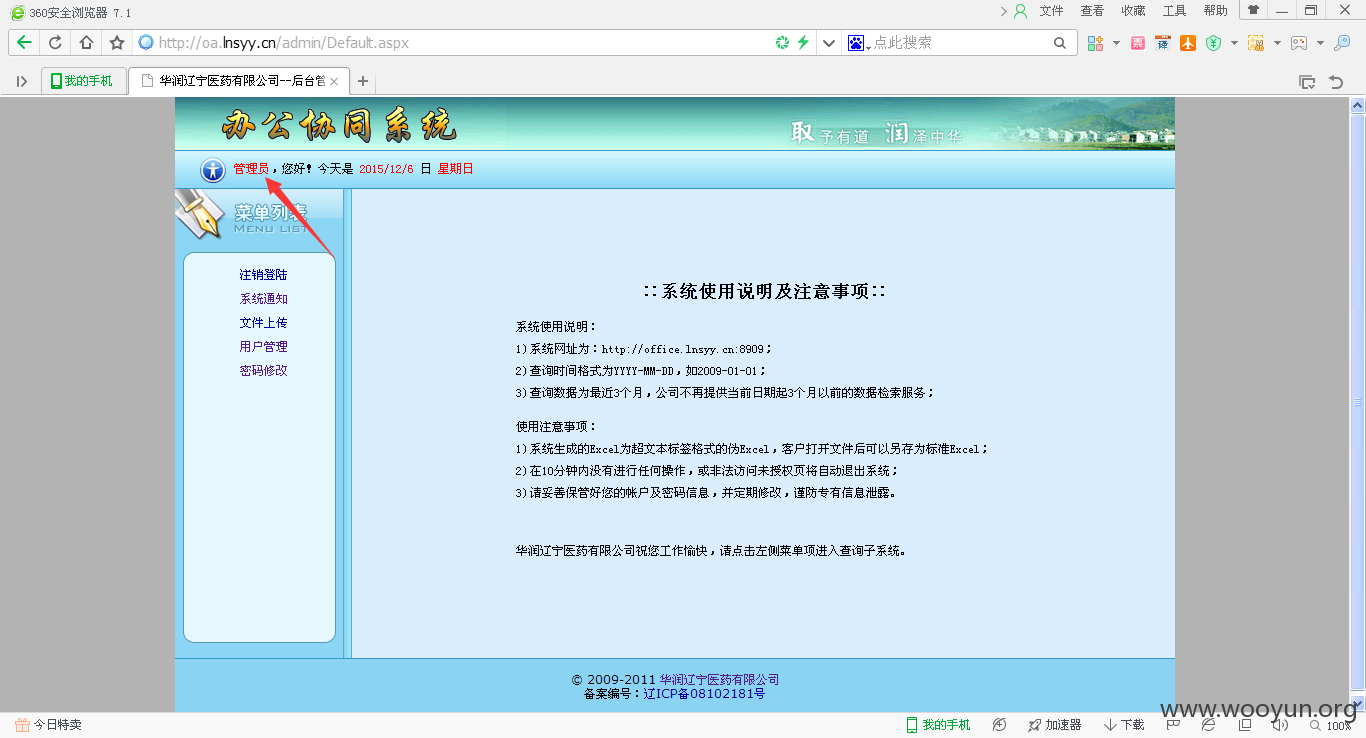 360安全浏览器 7.1
文件 查看 收藏 工具 帮助
http://oa.lnsyy.cn/admin/Default.aspx
点此搜索
我的手机
华润辽宁医药有限公司--后台管
办公协同系统
取予有道 润泽中华
管理员，您好！今天是 2015/12/6 日 星期日
菜单列表
MENU LIST
注销登陆
系统通知
文件上传
用户管理
密码修改
::系统使用说明及注意事项::
系统使用说明：
1)系统网址为：http://office.lnsyy.cn:8909；
2)查询时间格式为YYYY-MM-DD，如2009-01-01；
3)查询数据为最近3个月，公司不再提供当前日期起3个月以前的数据检索服务；
使用注意事项：
1)系统生成的Excel为超文本标签格式的伪Excel，客户打开文件后可以另存为标准Excel；
2)在10分钟内没有进行任何操作，或非法访问未授权页将自动退出系统；
3)请妥善保管好您的帐户及密码信息，并定期修改，谨防专有信息泄露。
华润辽宁医药有限公司祝您工作愉快，请点击左侧菜单项进入查询子系统。
© 2009-2011 华润辽宁医药有限公司
备案编号：辽ICP备08102181号
www.wooyun.org
今日特卖
我的手机
加速器
下载
100%